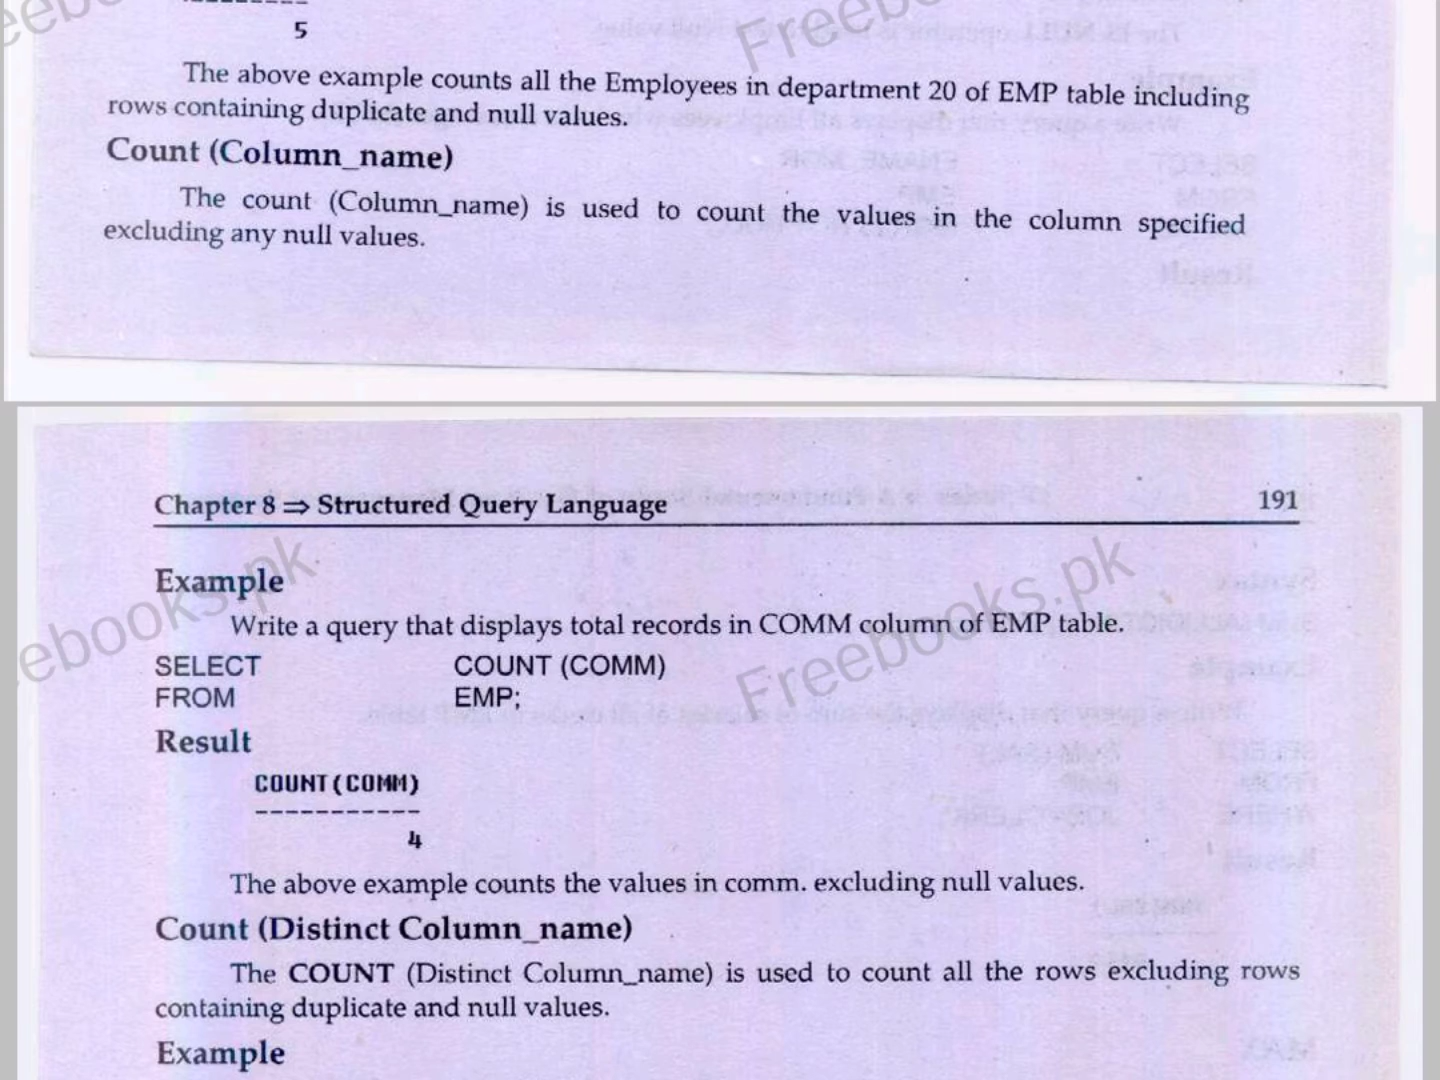 5
The above example counts all the Employees in department 20 of EMP table including
rows containing duplicate and null values.
Count (Column_name)
The count (Column_name) is used to count the values in the column specified
excluding any null values.
Chapter 8 ⇒ Structured Query Language 191
Example
Write a query that displays total records in COMM column of EMP table.
SELECT COUNT (COMM)
FROM EMP;
Result
COUNT(COMM)
-----------
4
The above example counts the values in comm. excluding null values.
Count (Distinct Column_name)
The COUNT (Distinct Column_name) is used to count all the rows excluding rows
containing duplicate and null values.
Example
Freebooks.pk